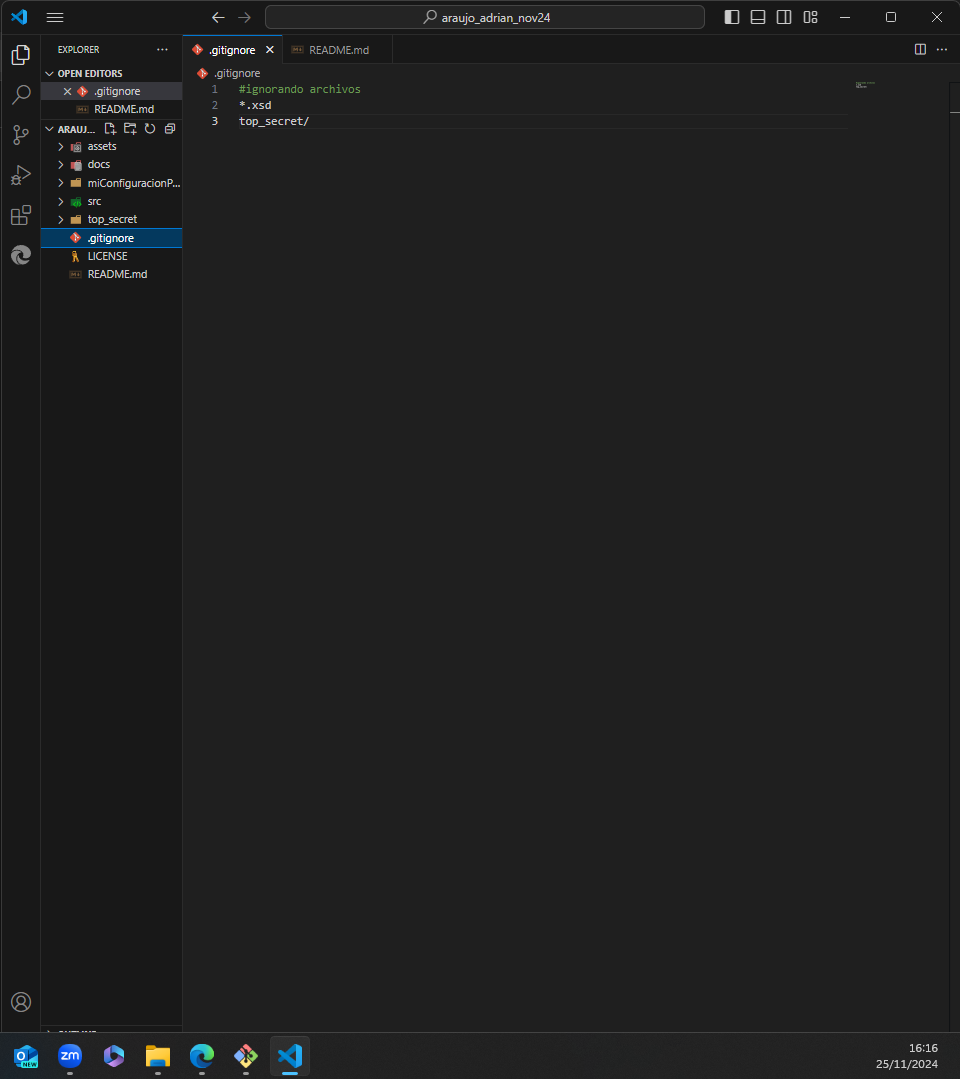 araujo_adrian_nov24
EXPLORER
OPEN EDITORS
.gitignore
README.md
ARAUJ...
assets
docs
miConfiguracionP...
src
top_secret
.gitignore
LICENSE
README.md
.gitignore
README.md
.gitignore
1 #ignorando archivos
2 *.xsd
3 top_secret/
NEW
zm
16:16
25/11/2024